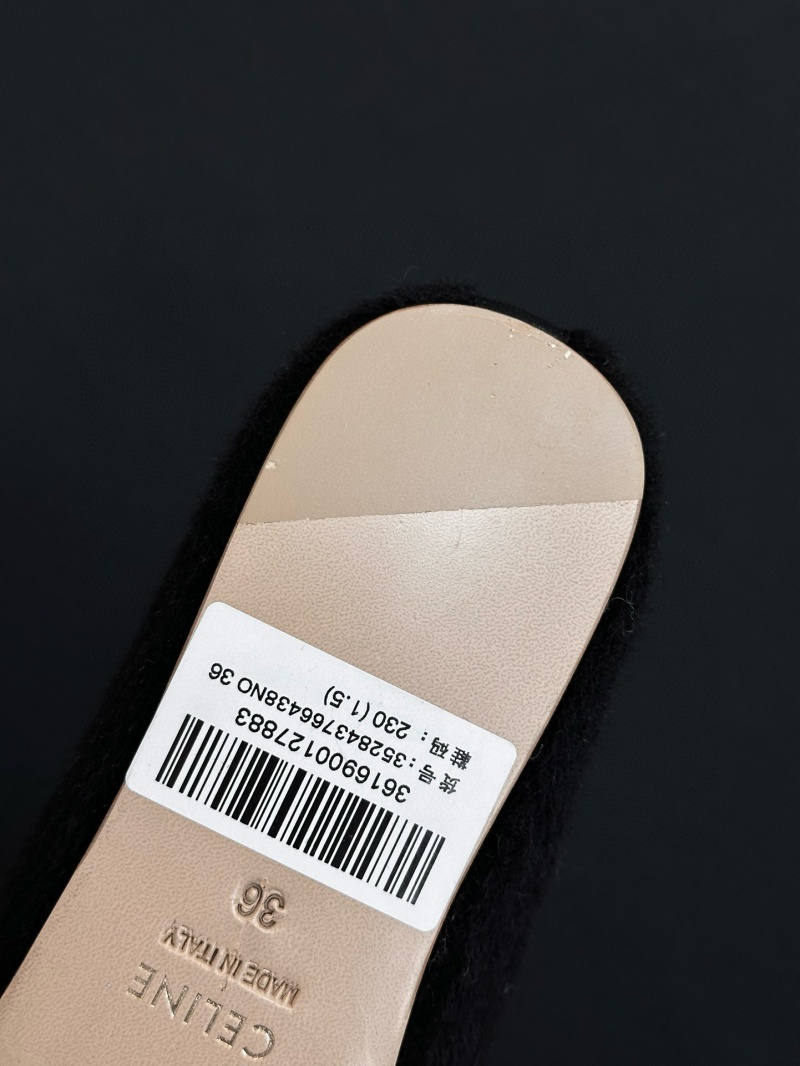 CELINE
MADE IN ITALY
36
3616900127883
货号:352843766438NO 36
鞋码:230 (1.5)